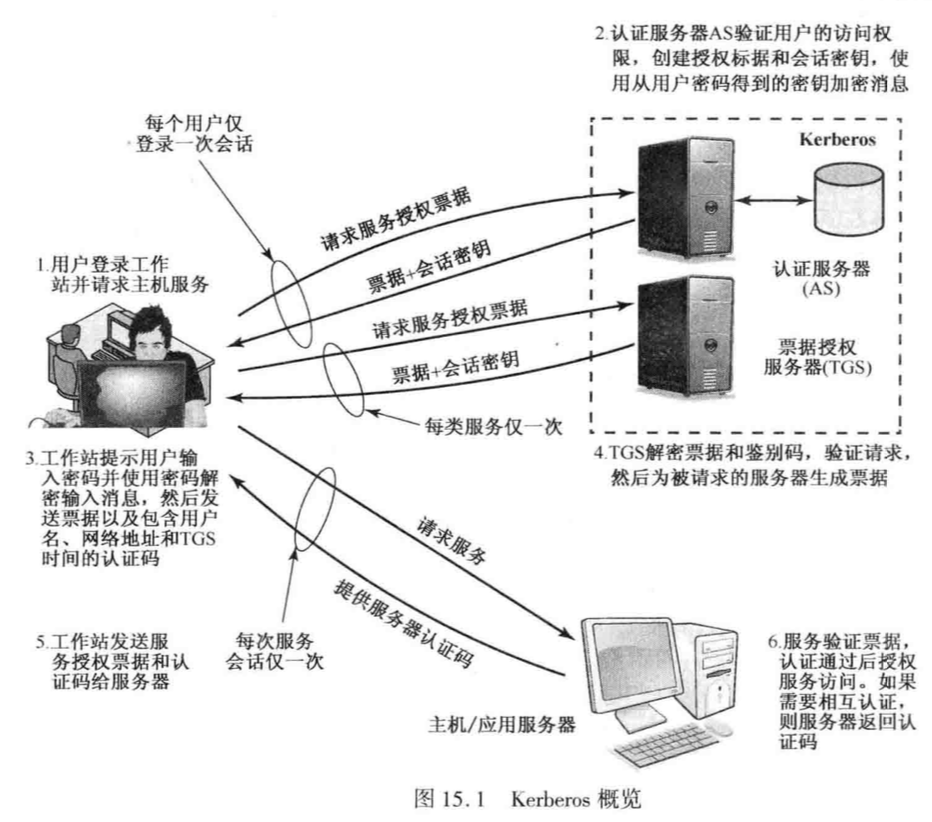 2.认证服务器AS验证用户的访问权
限，创建授权标据和会话密钥，使
用从用户密码得到的密钥加密消息
每个用户仅
登录一次会话
Kerberos
请求服务授权票据
票据+会话密钥
1.用户登录工作
站并请求主机服务
认证服务器
(AS)
请求服务授权票据
票据+会话密钥
票据授权
服务器(TGS)
每类服务仅一次
3.工作站提示用户输
入密码并使用密码解
密输入消息，然后发
送票据以及包含用户
名、网络地址和TGS
时间的认证码
4.TGS解密票据和鉴别码，验证请求，
然后为被请求的服务器生成票据
请求服务
提供服务器认证码
5.工作站发送服
务授权票据和认
证码给服务器
每次服务
会话仅一次
主机/应用服务器
6.服务验证票据，
认证通过后授权
服务访问。如果
需要相互认证，
则服务器返回认
证码
图 15.1 Kerberos 概览